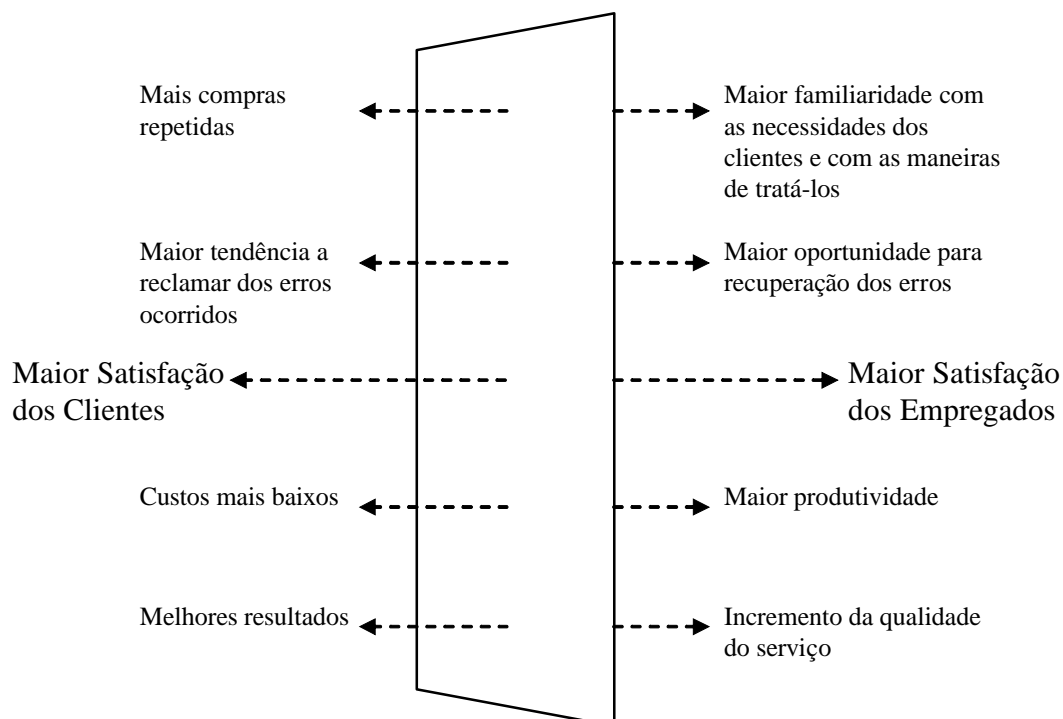 Mais compras
repetidas
Maior familiaridade com
as necessidades dos
clientes e com as maneiras
de tratá-los
Maior tendência a
reclamar dos erros
ocorridos
Maior oportunidade para
recuperação dos erros
Maior Satisfação
dos Clientes
Maior Satisfação
dos Empregados
Custos mais baixos
Maior produtividade
Melhores resultados
Incremento da qualidade
do serviço